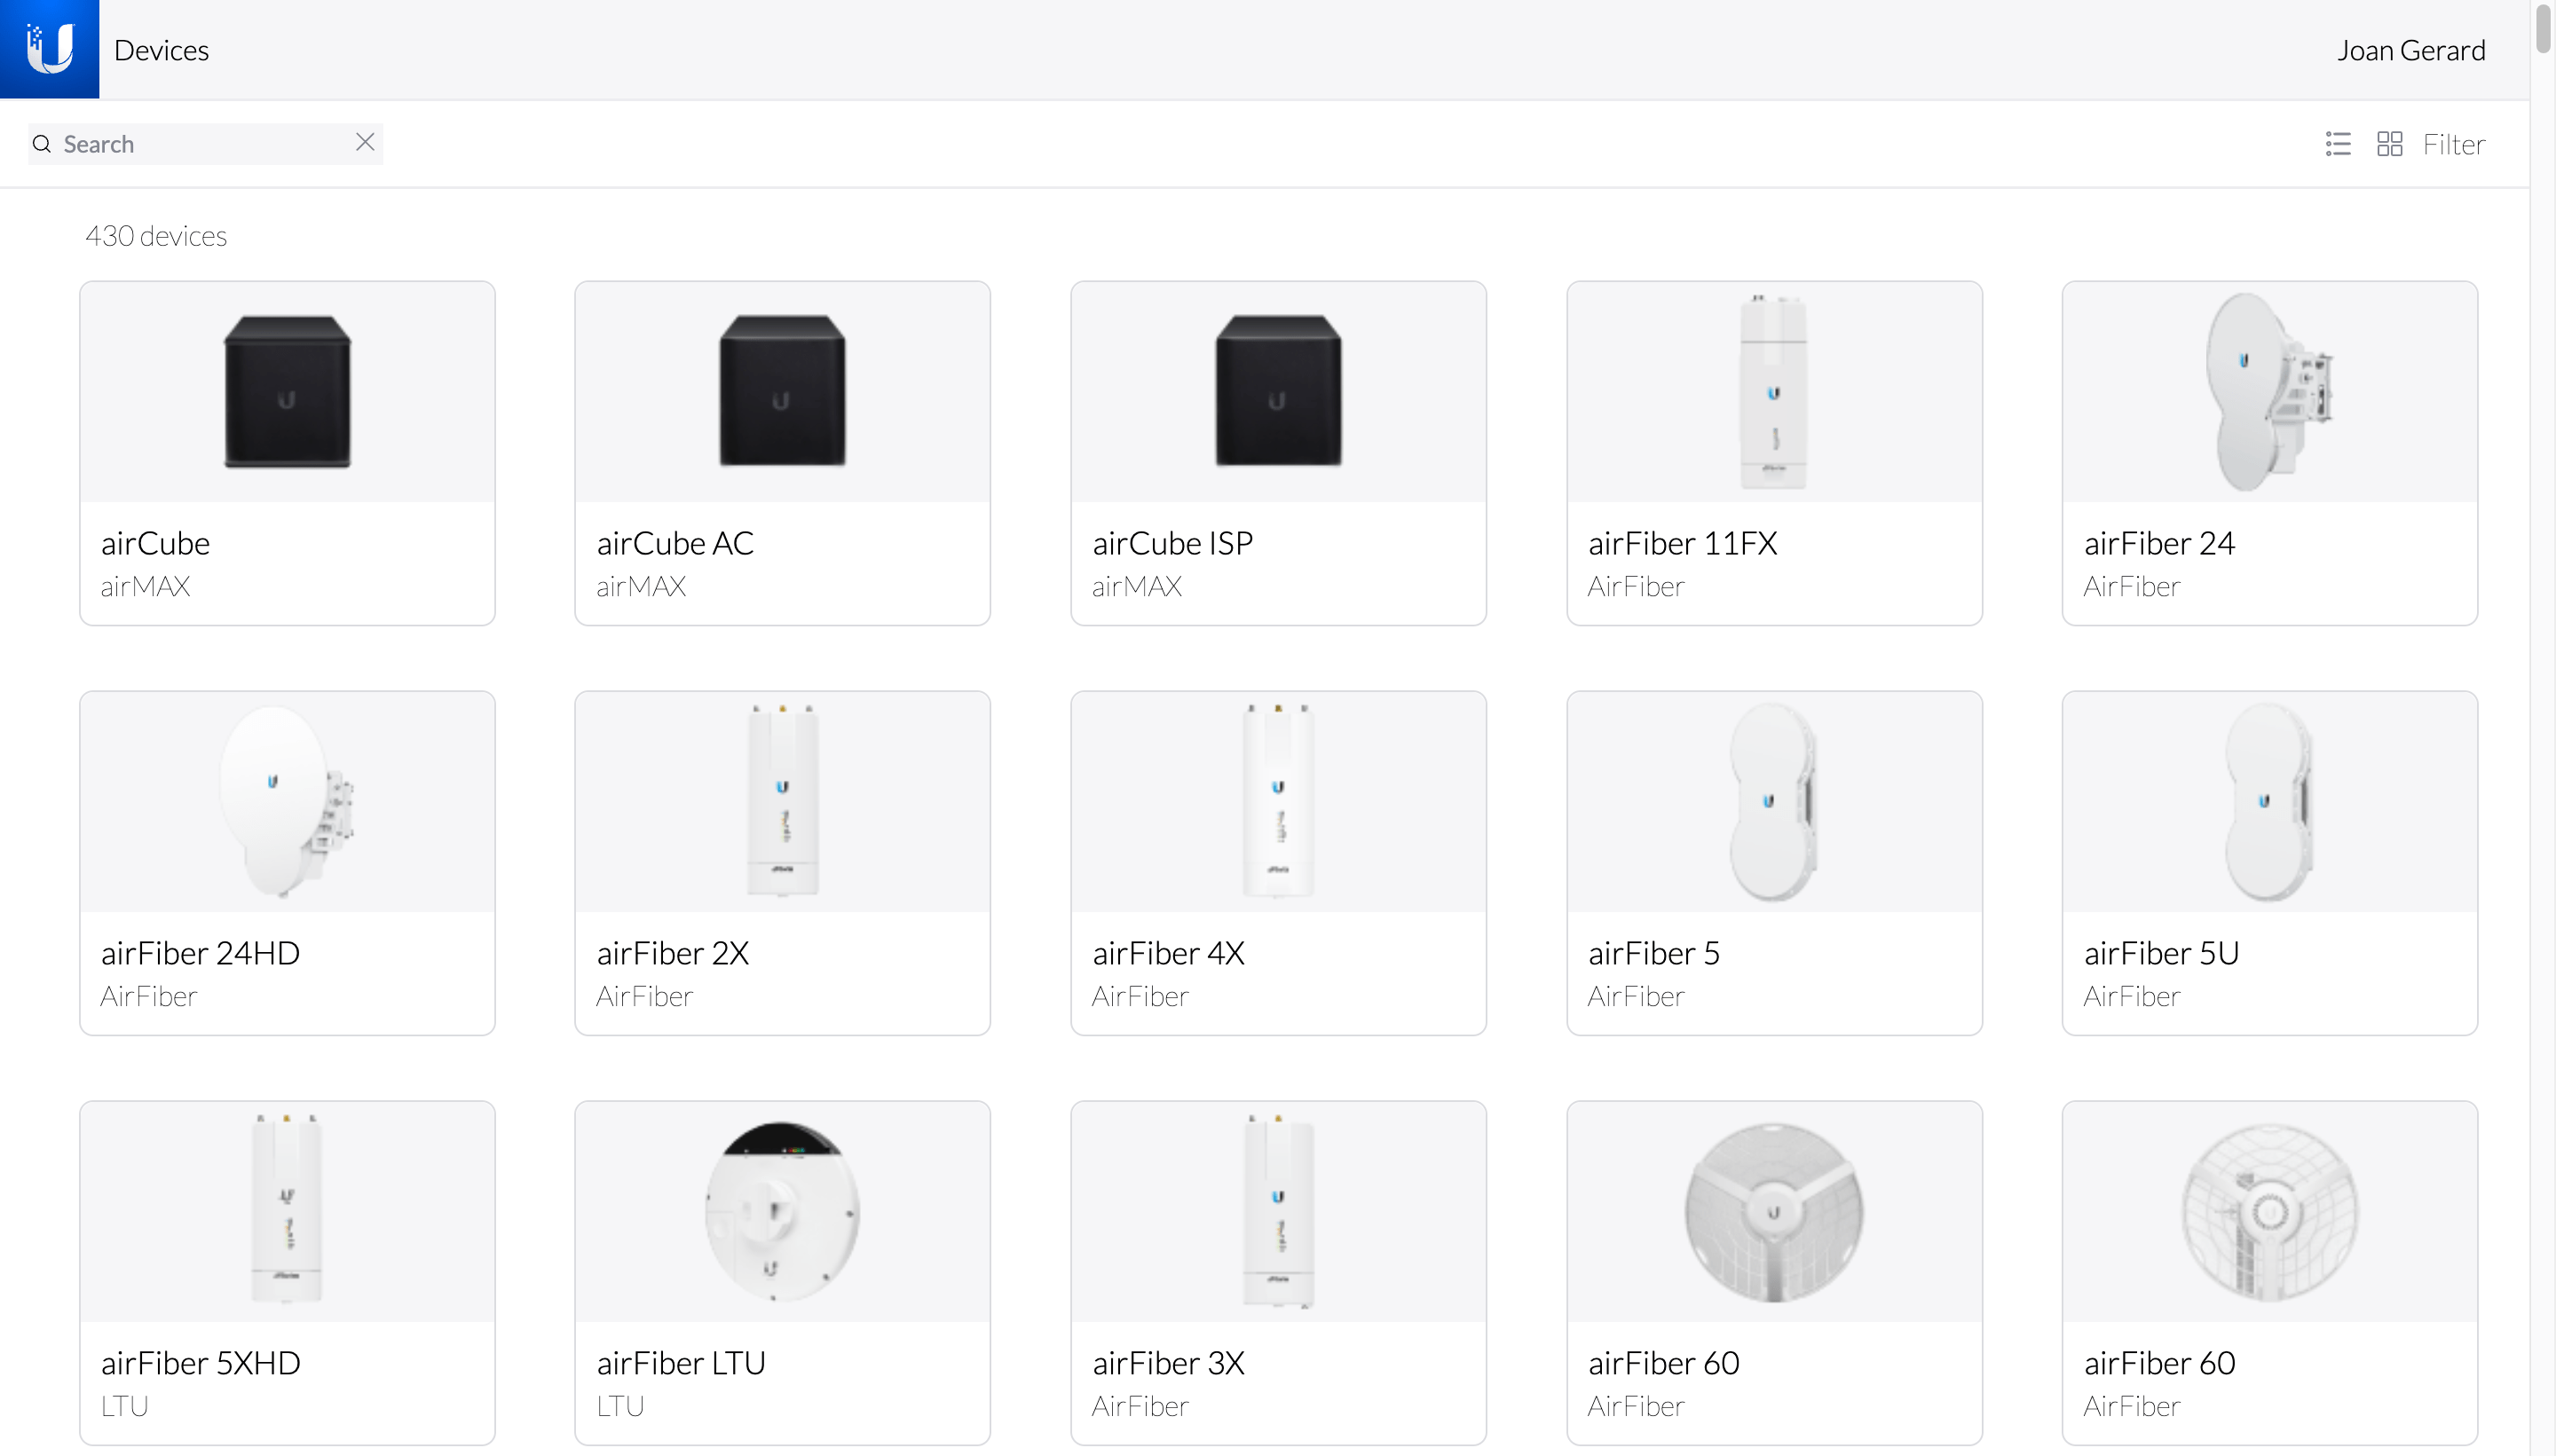 Devices
Joan Gerard
Search
Filter
430 devices
airCube
airMAX
airCube AC
airMAX
airCube ISP
airMAX
airFiber 11FX
AirFiber
airFiber 24
AirFiber
airFiber 24HD
AirFiber
airFiber 2X
AirFiber
airFiber 4X
AirFiber
airFiber 5
AirFiber
airFiber 5U
AirFiber
airFiber 5XHD
LTU
airFiber LTU
LTU
airFiber 3X
AirFiber
airFiber 60
AirFiber
airFiber 60
AirFiber